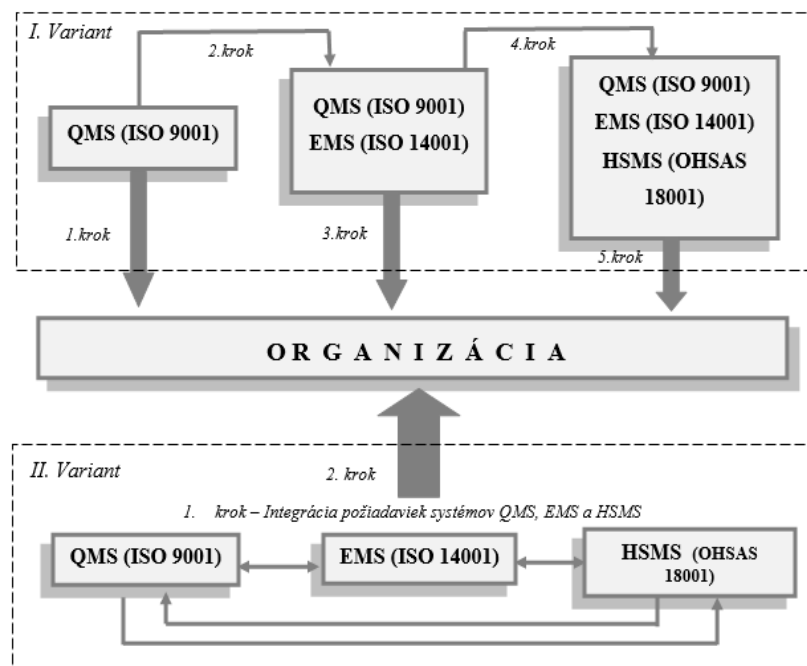 I. Variant
2.krok
4.krok
QMS (ISO 9001)
QMS (ISO 9001)
EMS (ISO 14001)
QMS (ISO 9001)
EMS (ISO 14001)
HSMS (OHSAS
18001)
1.krok
3.krok
5.krok
ORGANIZÁCIA
II. Variant
2. krok
1. krok – Integrácia požiadaviek systémov QMS, EMS a HSMS
QMS (ISO 9001)
EMS (ISO 14001)
HSMS (OHSAS
18001)